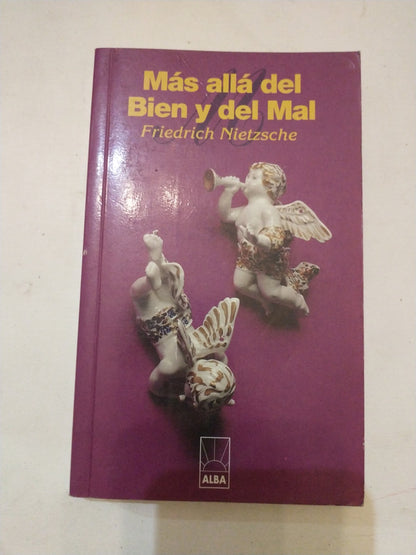 Más allá del
Bien y del Mal
Friedrich Nietzsche
ALBA